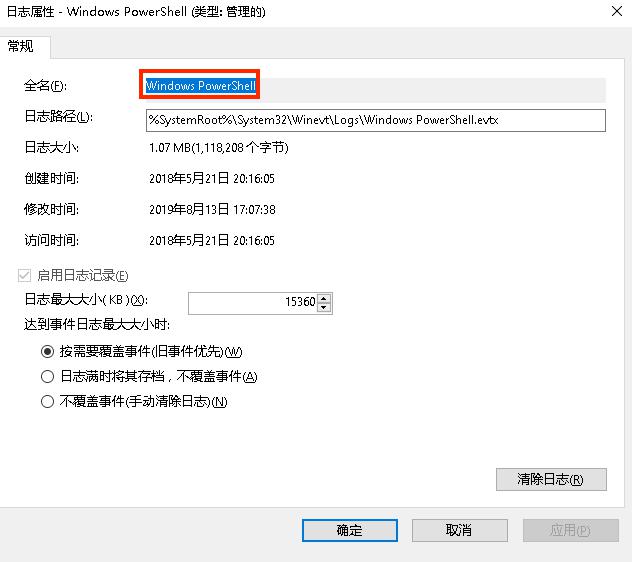 日志属性 - Windows PowerShell (类型: 管理的)
常规
全名(F): Windows PowerShell
日志路径(L): %SystemRoot%\System32\Winevt\Logs\Windows PowerShell.evtx
日志大小: 1.07 MB(1,118,208 个字节)
创建时间: 2018年5月21日 20:16:05
修改时间: 2019年8月13日 17:07:38
访问时间: 2018年5月21日 20:16:05
启用日志记录(E)
日志最大大小( KB )(X): 15360
达到事件日志最大大小时:
按需要覆盖事件(旧事件优先)(W)
日志满时将其存档，不覆盖事件(A)
不覆盖事件(手动清除日志)(N)
清除日志(R)
确定 取消 应用(P)